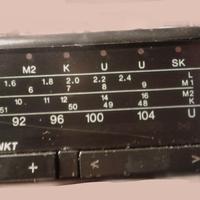 M2 K U U SK
1.6 1.8 2.0 2.2 2.4 L
6 7 8 9 M1
10 11 12 14 16 M2
51 50 49 48 K
92 96 100 104 U
NKT
+ < >